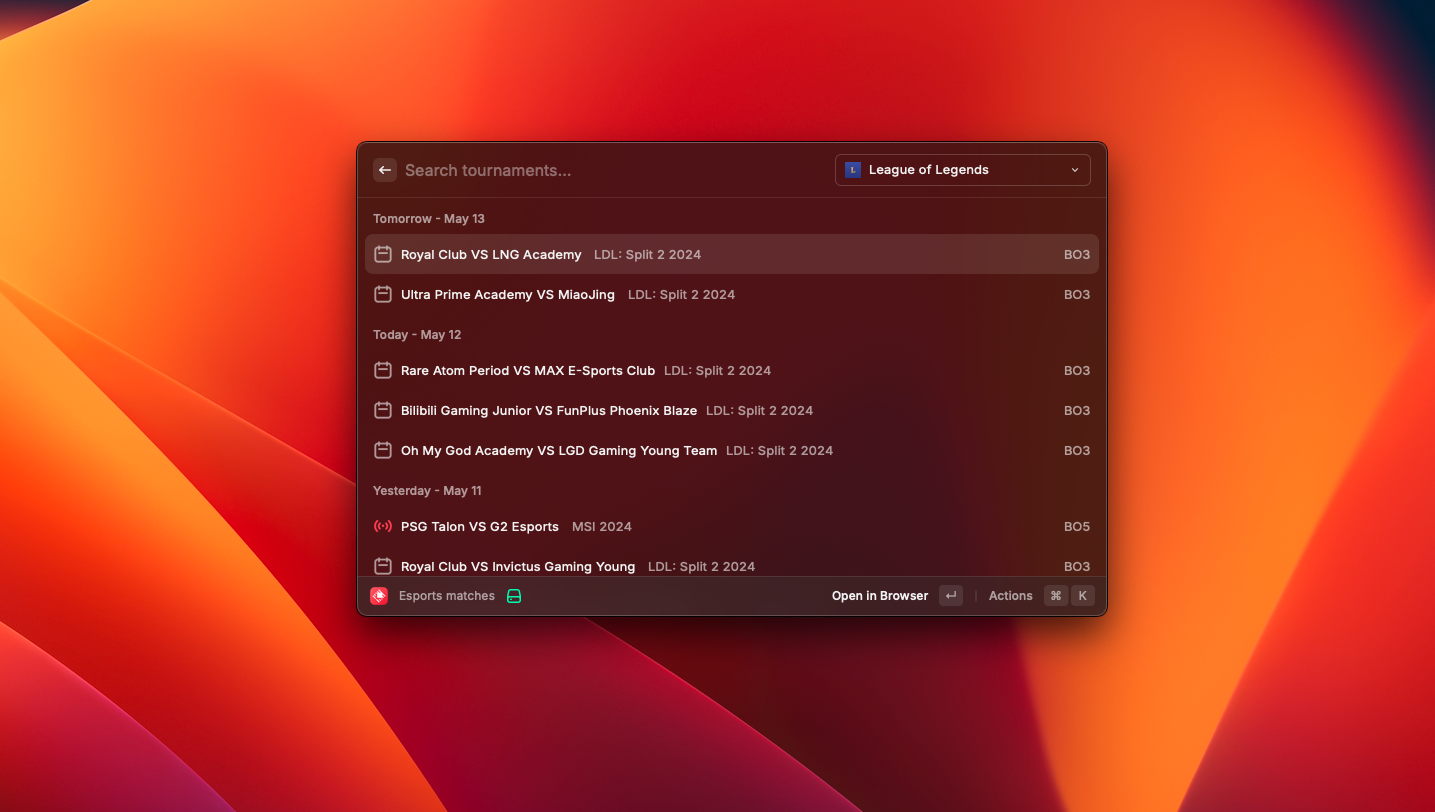 Search tournaments...
L League of Legends
Tomorrow - May 13
Royal Club VS LNG Academy LDL: Split 2 2024 BO3
Ultra Prime Academy VS MiaoJing LDL: Split 2 2024 BO3
Today - May 12
Rare Atom Period VS MAX E-Sports Club LDL: Split 2 2024 BO3
Bilibili Gaming Junior VS FunPlus Phoenix Blaze LDL: Split 2 2024 BO3
Oh My God Academy VS LGD Gaming Young Team LDL: Split 2 2024 BO3
Yesterday - May 11
PSG Talon VS G2 Esports MSI 2024 BO5
Royal Club VS Invictus Gaming Young LDL: Split 2 2024 BO3
Esports matches Open in Browser ↵ Actions ⌘ K